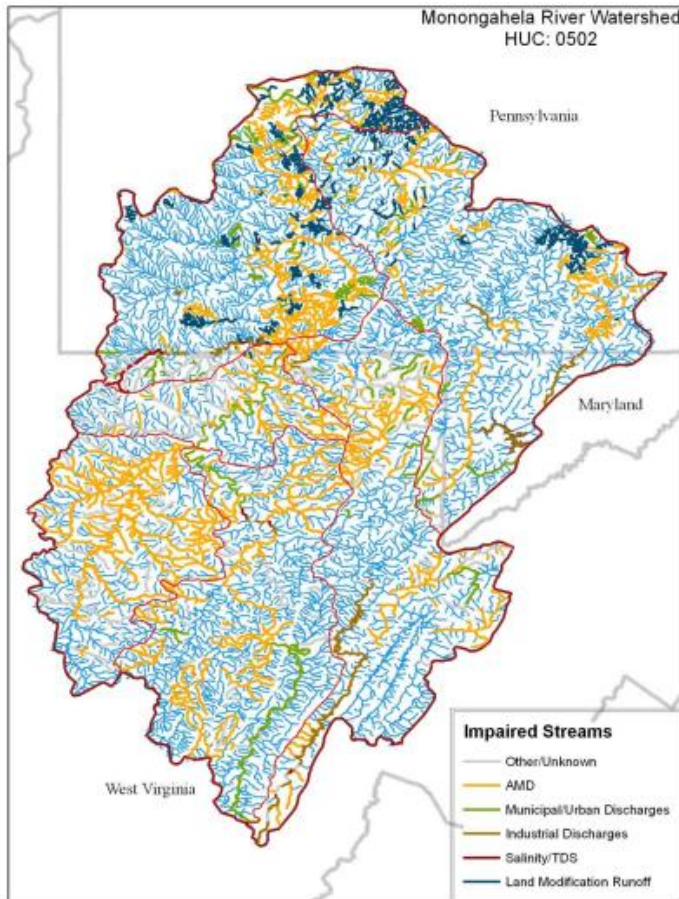 Monongahela River Watershed
HUC: 0502
Pennsylvania
Maryland
West Virginia
Impaired Streams
Other/Unknown
AMD
Municipal/Urban Discharges
Industrial Discharges
Salinity/TDS
Land Modification Runoff